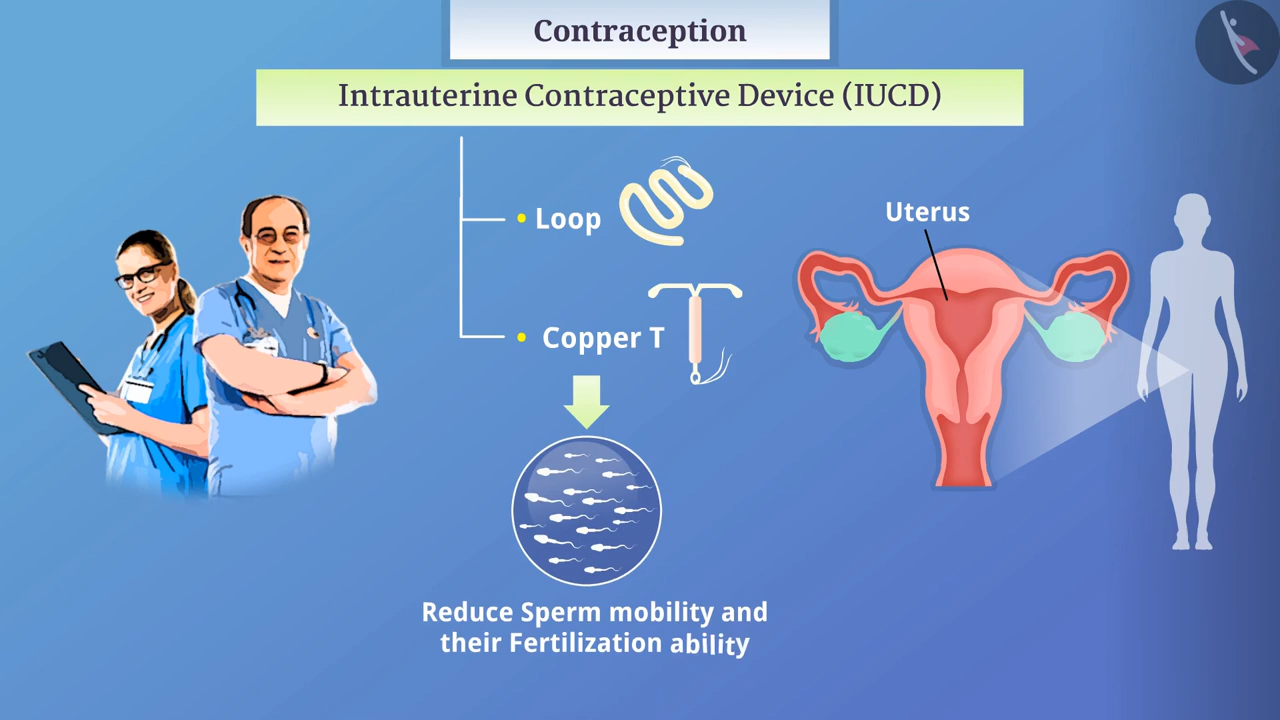 Contraception
Intrauterine Contraceptive Device (IUCD)
• Loop
• Copper T
Uterus
Reduce Sperm mobility and
their Fertilization ability